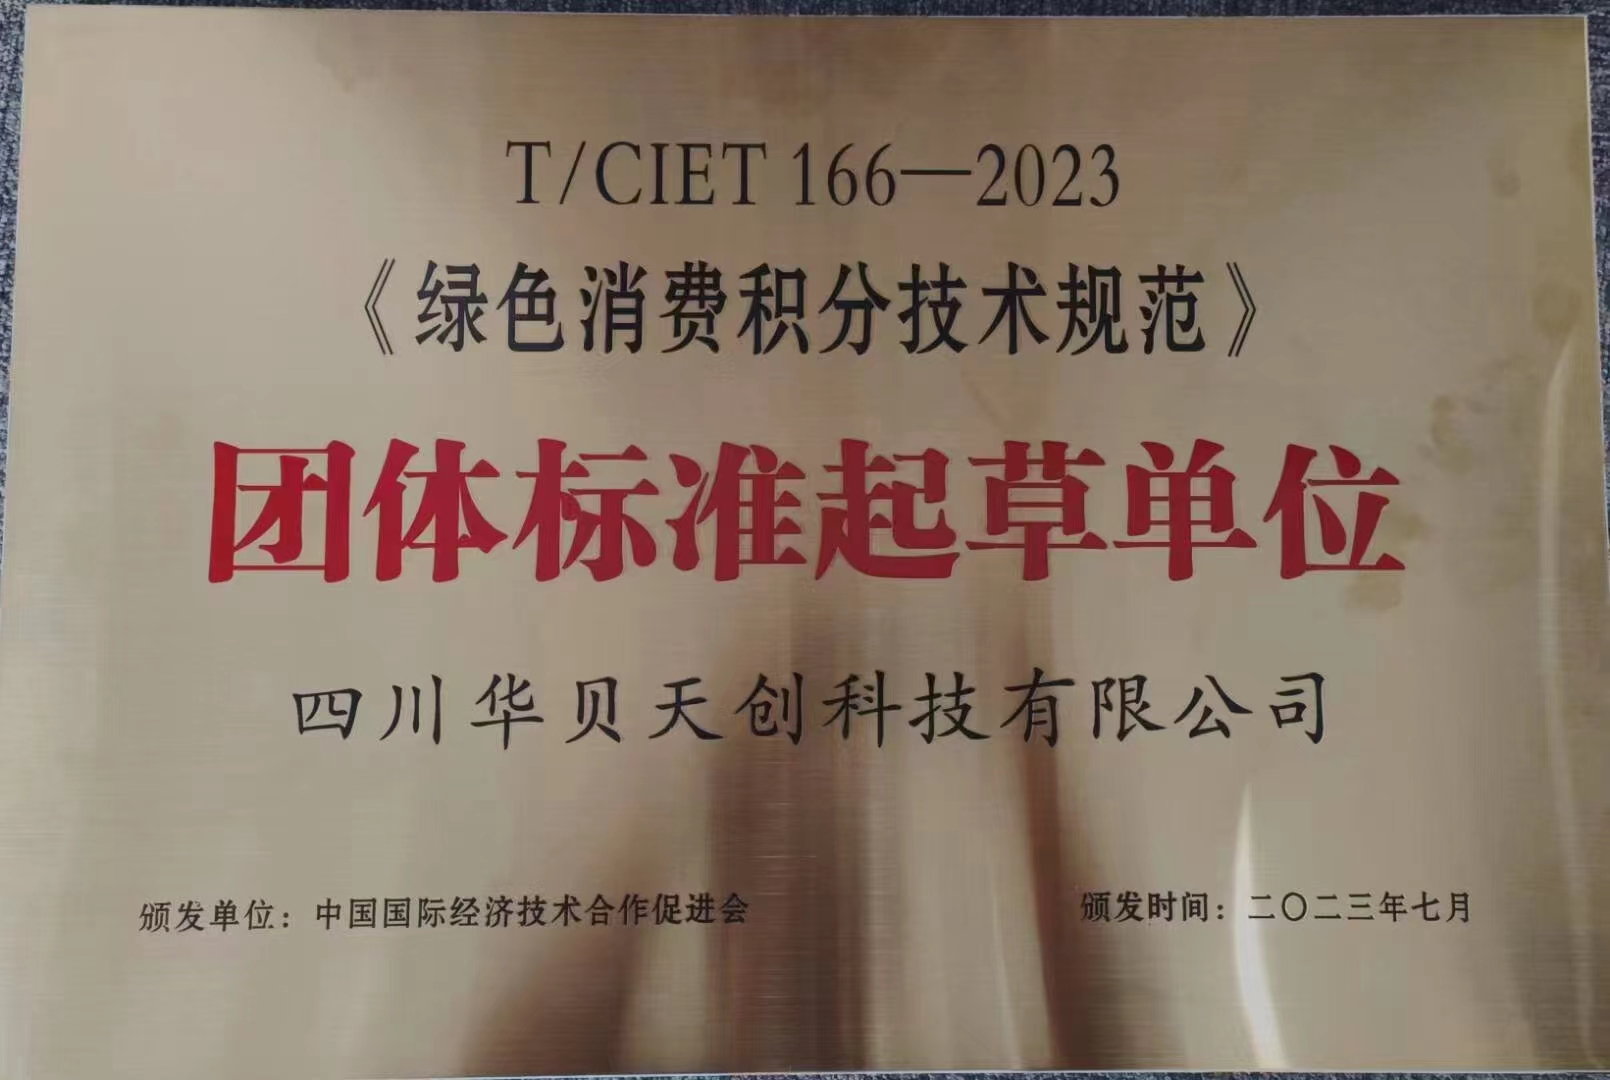 T/CIET 166—2023
《绿色消费积分技术规范》
团体标准起草单位
四川华贝天创科技有限公司
颁发单位：中国国际经济技术合作促进会
颁发时间：二〇二三年七月